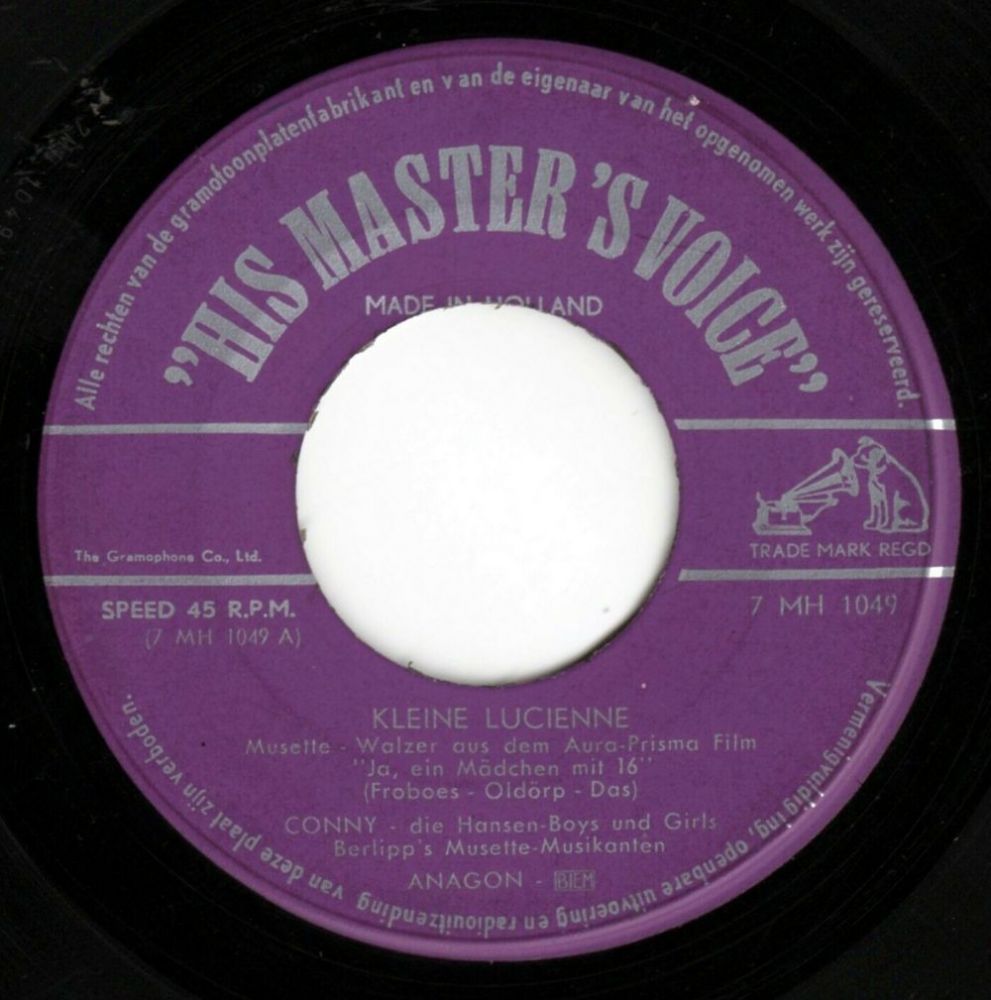 Alle rechten van de gramofoonplatenfabrikant en van de eigenaar van het opgenomen werk zijn gereserveerd.
"HIS MASTER'S VOICE"
MADE IN HOLLAND
The Gramophone Co., Ltd.
TRADE MARK REGD
SPEED 45 R.P.M.
(7 MH 1049 A)
7 MH 1049
KLEINE LUCIENNE
Musette - Walzer aus dem Aura-Prisma Film
"Ja, ein Mädchen mit 16"
(Froboes - Oldörp - Das)
CONNY - die Hansen-Boys und Girls
Berlipp's Musette-Musikanten
ANAGON - BIEM
Vermenigvuldiging, openbare uitvoering en radiouitzending van deze plaat zijn verboden.